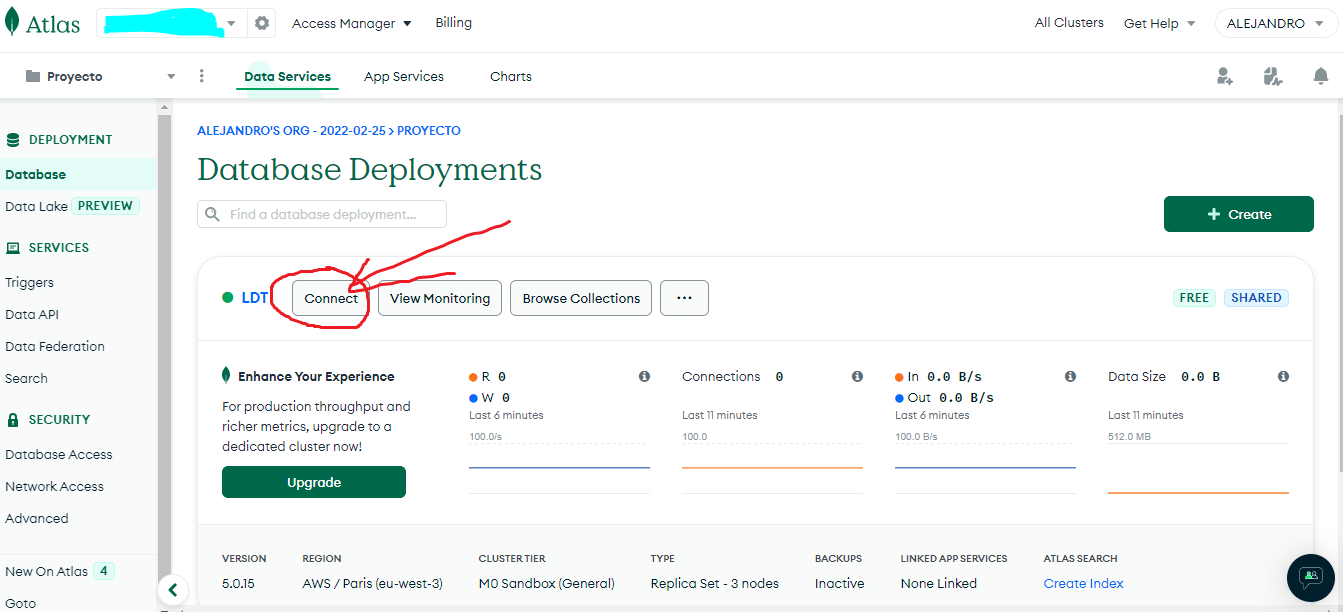 Atlas
Access Manager
Billing
All Clusters
Get Help
ALEJANDRO
Proyecto
Data Services
App Services
Charts
DEPLOYMENT
Database
Data Lake PREVIEW
SERVICES
Triggers
Data API
Data Federation
Search
SECURITY
Database Access
Network Access
Advanced
New On Atlas 4
Goto
ALEJANDRO'S ORG - 2022-02-25 > PROYECTO
Database Deployments
Find a database deployment...
+ Create
LDT
Connect
View Monitoring
Browse Collections
...
FREE
SHARED
Enhance Your Experience
For production throughput and
richer metrics, upgrade to a
dedicated cluster now!
Upgrade
R 0
W 0
Last 6 minutes
100.0/s
Connections 0
Last 11 minutes
100.0
In 0.0 B/s
Out 0.0 B/s
Last 6 minutes
100.0 B/s
Data Size 0.0 B
Last 11 minutes
512.0 MB
VERSION
5.0.15
REGION
AWS / Paris (eu-west-3)
CLUSTER TIER
M0 Sandbox (General)
TYPE
Replica Set - 3 nodes
BACKUPS
Inactive
LINKED APP SERVICES
None Linked
ATLAS SEARCH
Create Index